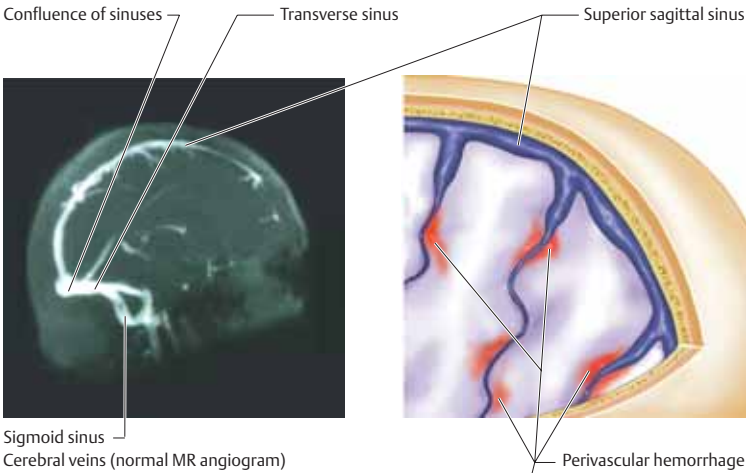 Confluence of sinuses
Transverse sinus
Superior sagittal sinus
Sigmoid sinus
Cerebral veins (normal MR angiogram)
Perivascular hemorrhage